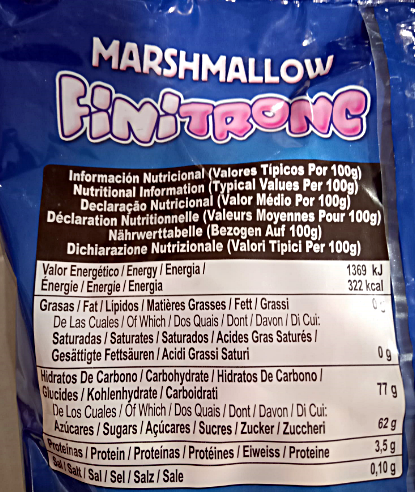 MARSHMALLOW
FiNiTRONC
Información Nutricional (Valores Típicos Por 100g)
Nutritional Information (Typical Values Per 100g)
Declaração Nutricional (Valor Médio Por 100g)
Déclaration Nutritionnelle (Valeurs Moyennes Pour 100g)
Nährwerttabelle (Bezogen Auf 100g)
Dichiarazione Nutrizionale (Valori Tipici Per 100g)
Valor Energético / Energy / Energia / 1369 kJ
Énergie / Energie / Energia 322 kcal
Grasas / Fat / Lípidos / Matières Grasses / Fett / Grassi
De Las Cuales / Of Which / Dos Quais / Dont / Davon / Di Cui:
Saturadas / Saturates / Saturados / Acides Gras Saturés /
Gesättigte Fettsäuren / Acidi Grassi Saturi 0 g
Hidratos De Carbono / Carbohydrate / Hidratos De Carbono /
Glucides / Kohlenhydrate / Carboidrati 77 g
De Los Cuales / Of Which / Dos Quais / Dont / Davon / Di Cui:
Azúcares / Sugars / Açúcares / Sucres / Zucker / Zuccheri 62 g
Proteínas / Protein / Proteínas / Protéines / Eiweiss / Proteine 3,5 g
Sal / Salt / Sal / Sel / Salz / Sale 0,10 g